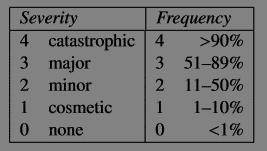 Severity Frequency
4 catastrophic 4 >90%
3 major 3 51–89%
2 minor 2 11–50%
1 cosmetic 1 1–10%
0 none 0 <1%